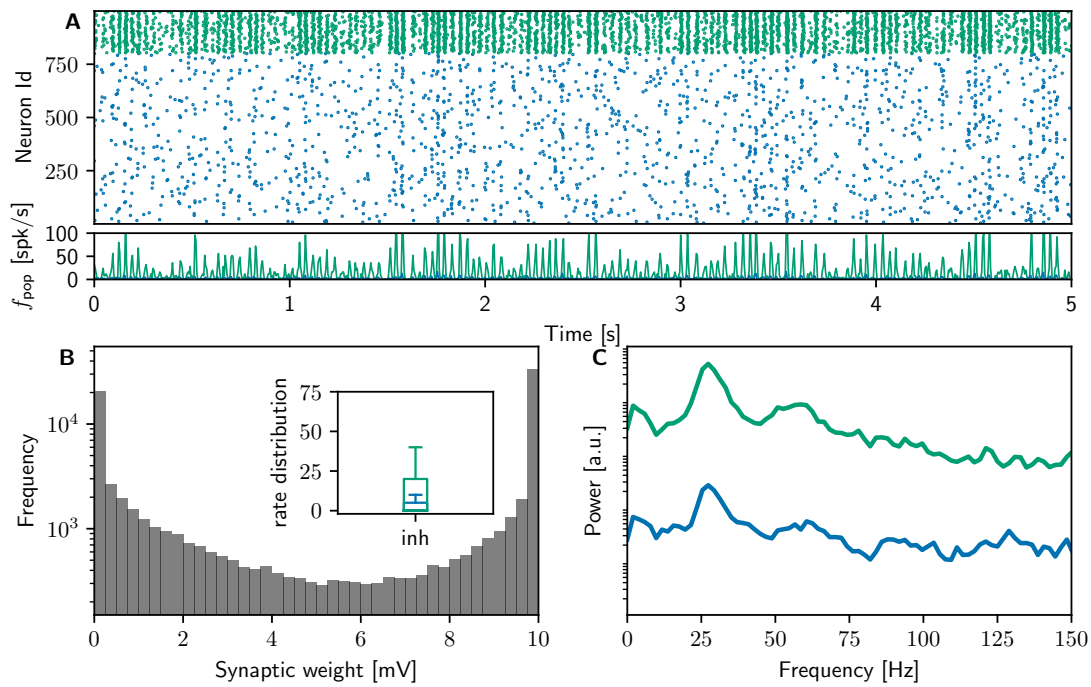 A
Neuron Id
750
500
250
f_pop [spk/s]
100
50
0
0 1 2 3 4 5
Time [s]
B
Frequency
10^4
10^3
0 2 4 6 8 10
Synaptic weight [mV]
rate distribution
75
50
25
0
inh
C
Power [a.u.]
0 25 50 75 100 125 150
Frequency [Hz]